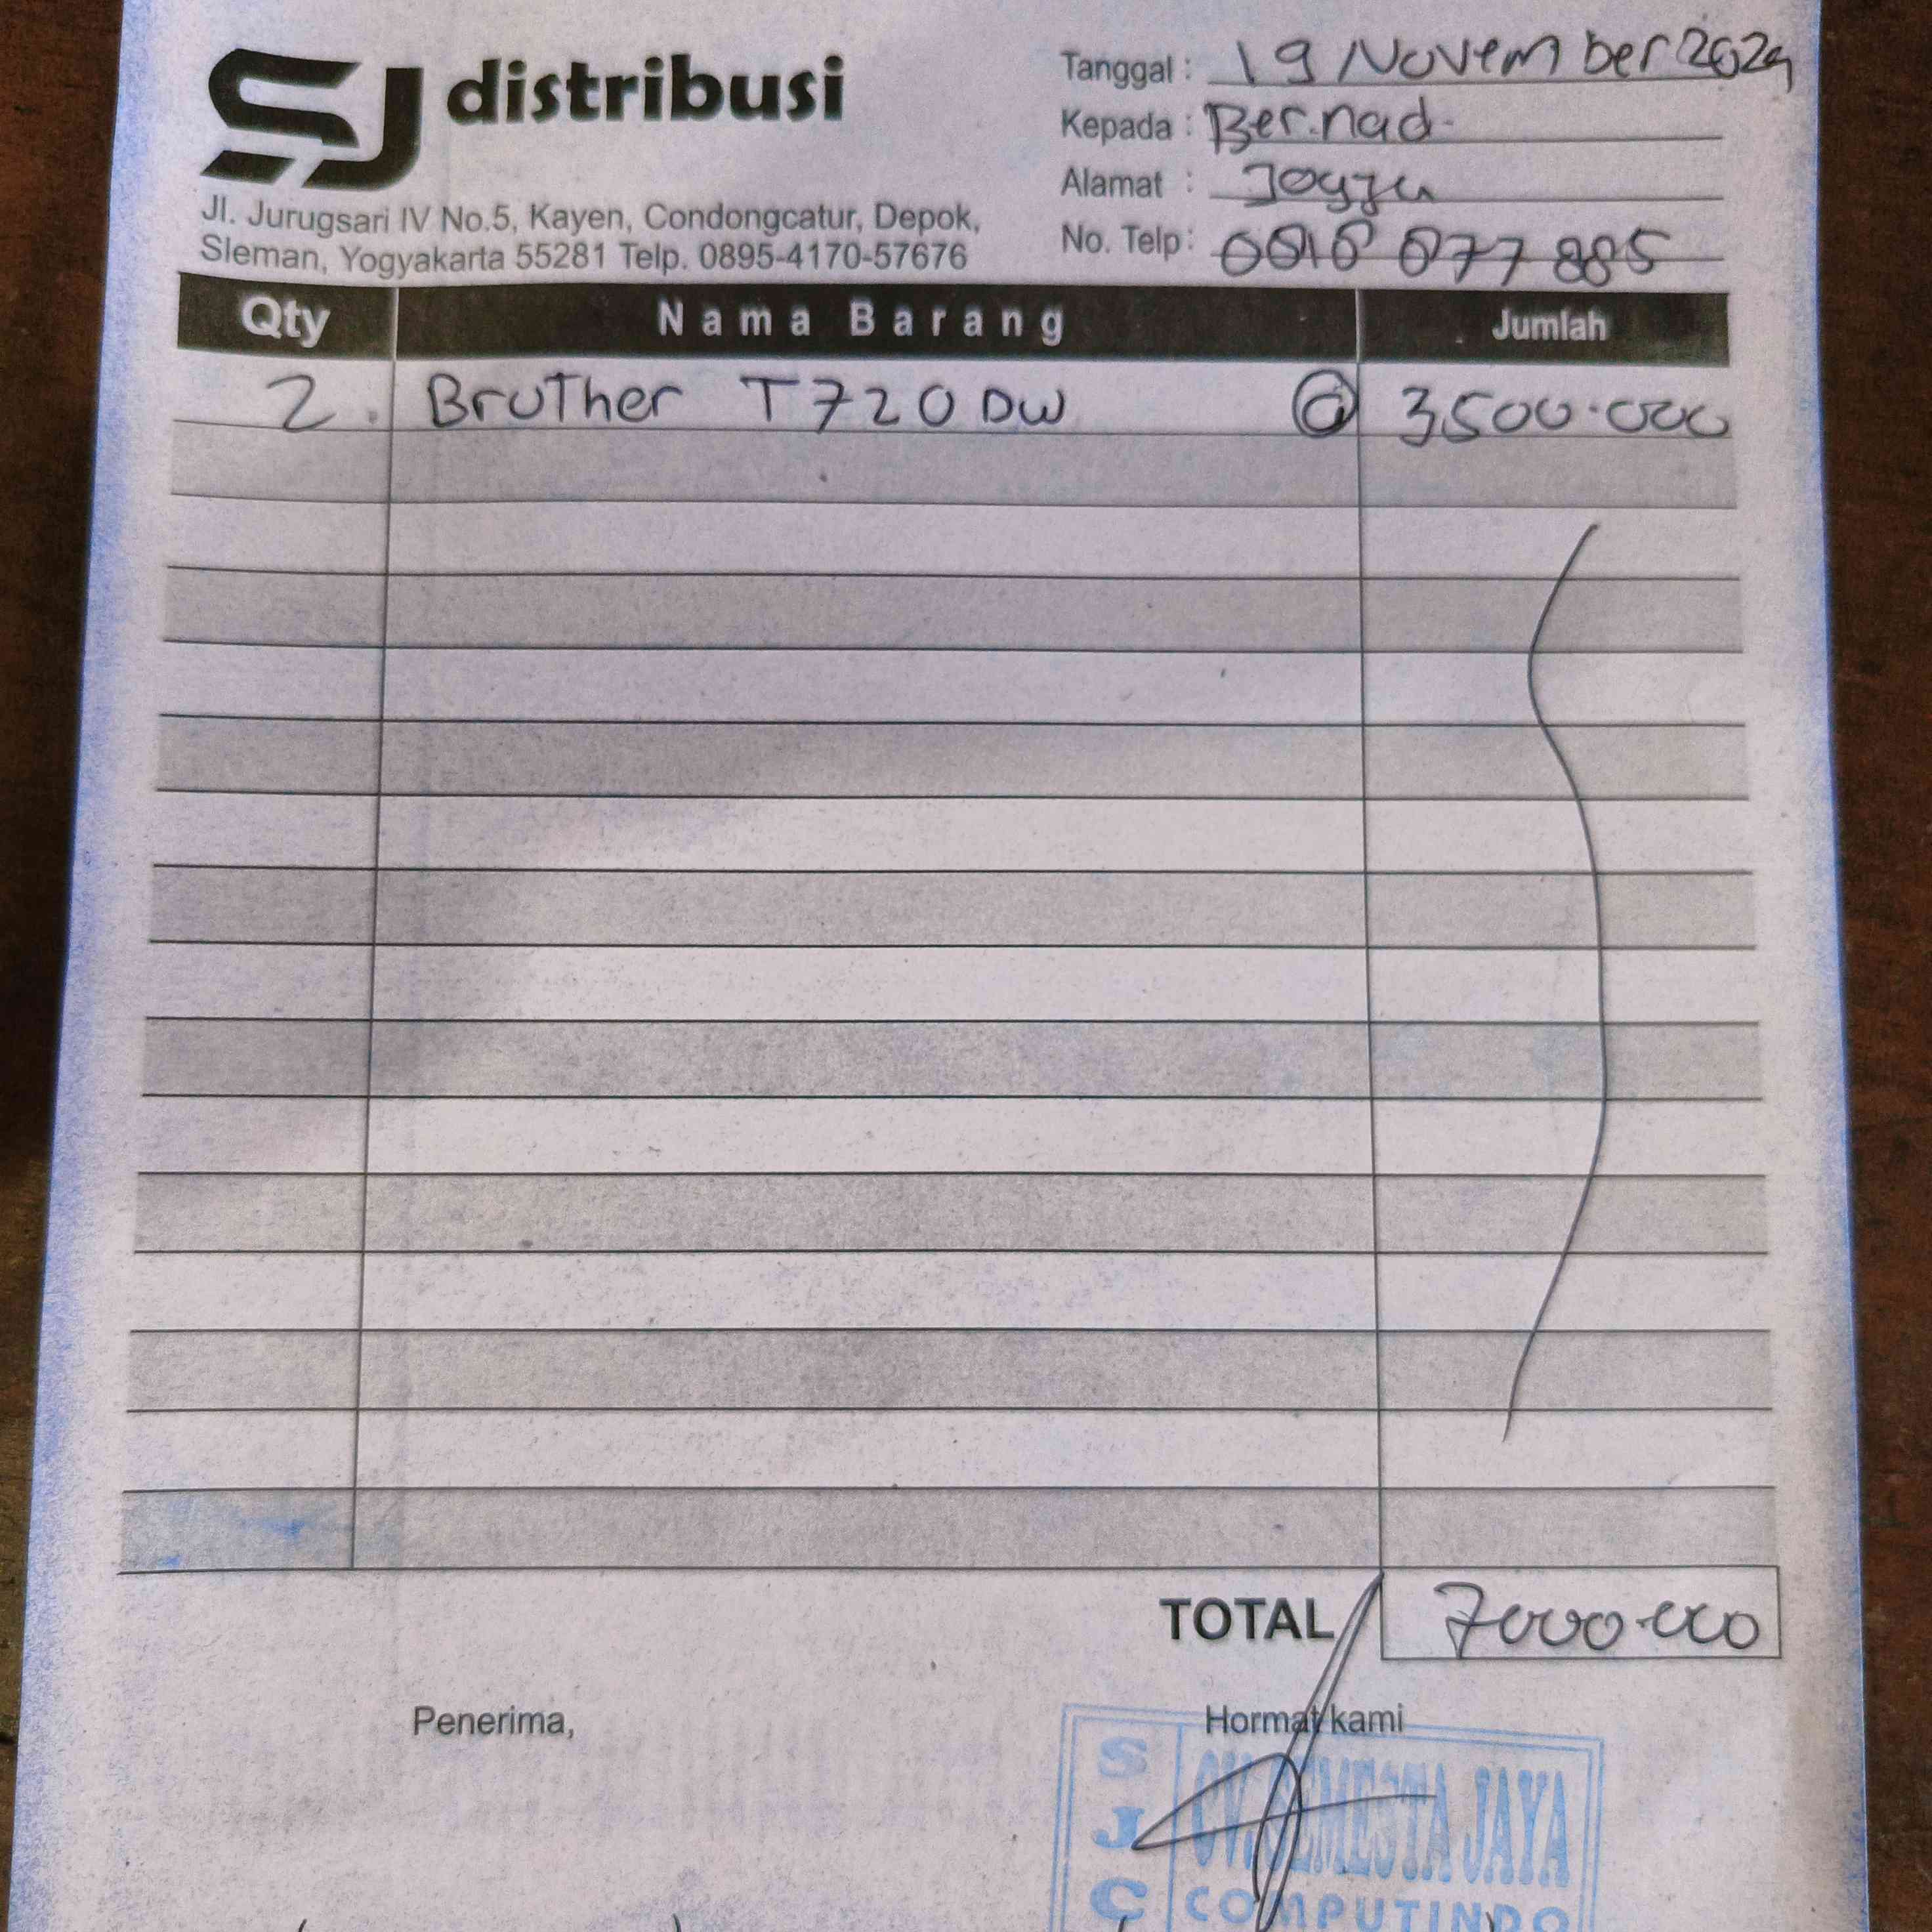 SJ distribusi
Jl. Jurugsari IV No.5, Kayen, Condongcatur, Depok,
Sleman, Yogyakarta 55281 Telp. 0895-4170-57676
Tanggal : 19 November 2024
Kepada : Bernad.
Alamat : Jogja
No. Telp :
Qty Nama Barang Jumlah
2. Bruther T720DW @ 3500.000
TOTAL 7000.000
Penerima, Hormat kami
SJC CV. SEMESTA JAYA
COMPUTINDO